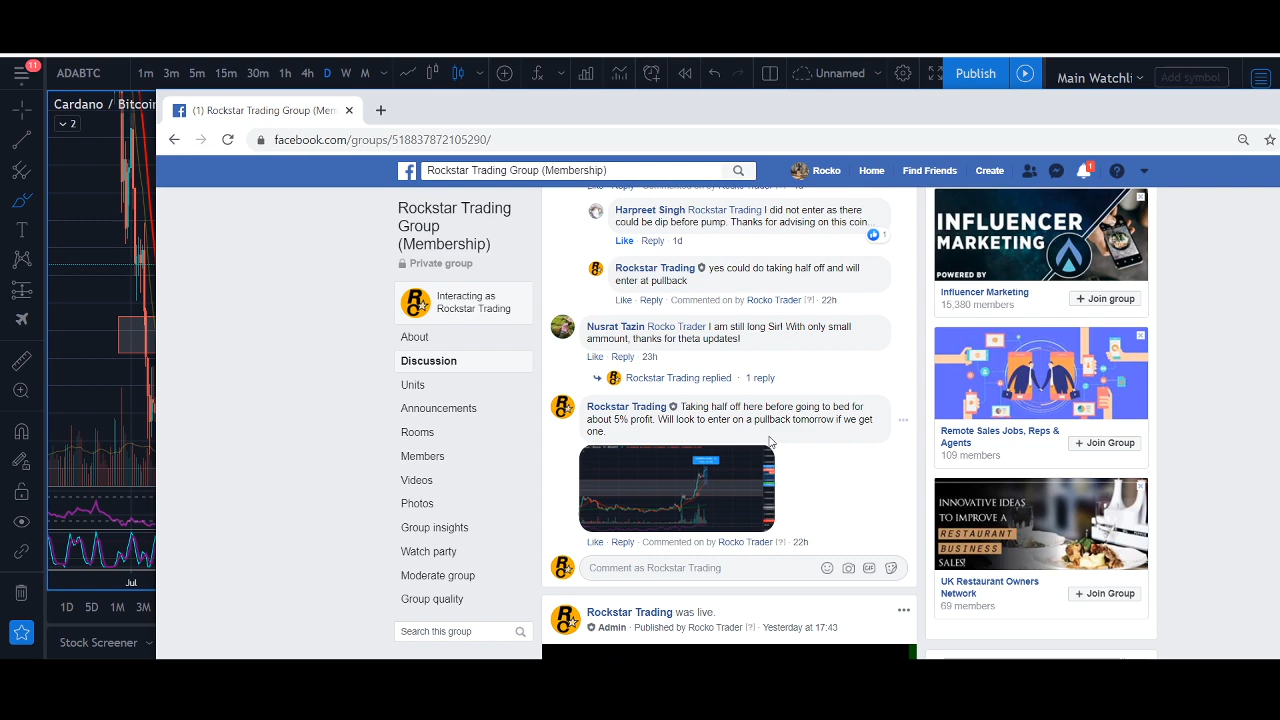 11
ADABTC
1m 3m 5m 15m 30m 1h 4h D W M
Unnamed
Publish
Main Watchli
Add symbol
Cardano / Bitcoin
2
(1) Rockstar Trading Group (Mem
facebook.com/groups/518837872105290/
Rockstar Trading Group (Membership)
Rocko
Home
Find Friends
Create
1
Rockstar Trading
Group
(Membership)
Private group
Interacting as
Rockstar Trading
About
Discussion
Units
Announcements
Rooms
Members
Videos
Photos
Group insights
Watch party
Moderate group
Group quality
Search this group
Harpreet Singh Rockstar Trading I did not enter as there
could be dip before pump. Thanks for advising on this coin...
1
Like Reply 1d
Rockstar Trading yes could do taking half off and will
enter at pullback
Like · Reply · Commented on by Rocko Trader [?] · 22h
Nusrat Tazin Rocko Trader I am still long Sir! With only small
ammount, thanks for theta updates!
Like · Reply · 23h
Rockstar Trading replied · 1 reply
Rockstar Trading Taking half off here before going to bed for
about 5% profit. Will look to enter on a pullback tomorrow if we get
one.
Like · Reply · Commented on by Rocko Trader [?] · 22h
Comment as Rockstar Trading
GIF
Rockstar Trading was live.
Admin · Published by Rocko Trader [?] · Yesterday at 17:43
INFLUENCER
MARKETING
POWERED BY
Influencer Marketing
15,380 members
+ Join group
Remote Sales Jobs, Reps &
Agents
109 members
+ Join Group
INNOVATIVE IDEAS
TO IMPROVE A
RESTAURANT
BUSINESS
SALES!
UK Restaurant Owners
Network
69 members
+ Join Group
Jul
1D 5D 1M 3M
Stock Screener